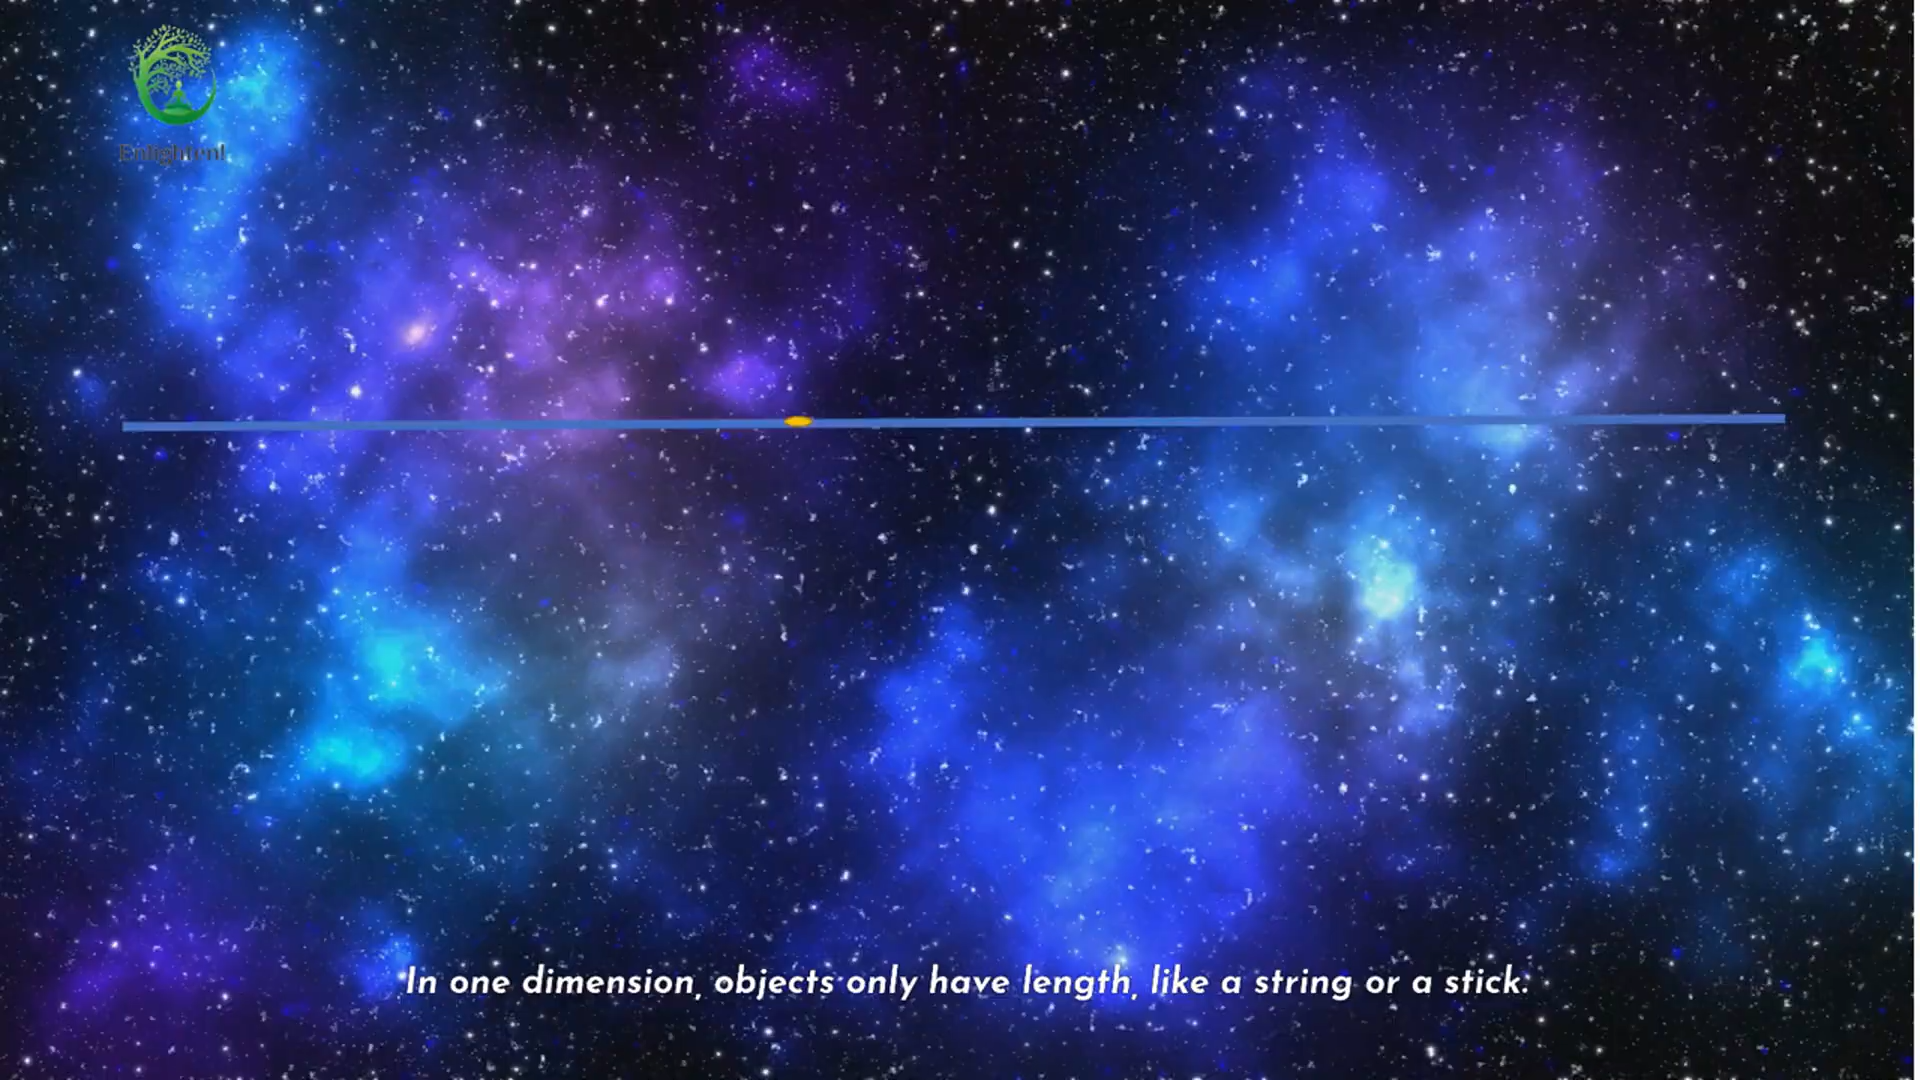 Enlighten!
In one dimension, objects only have length, like a string or a stick.